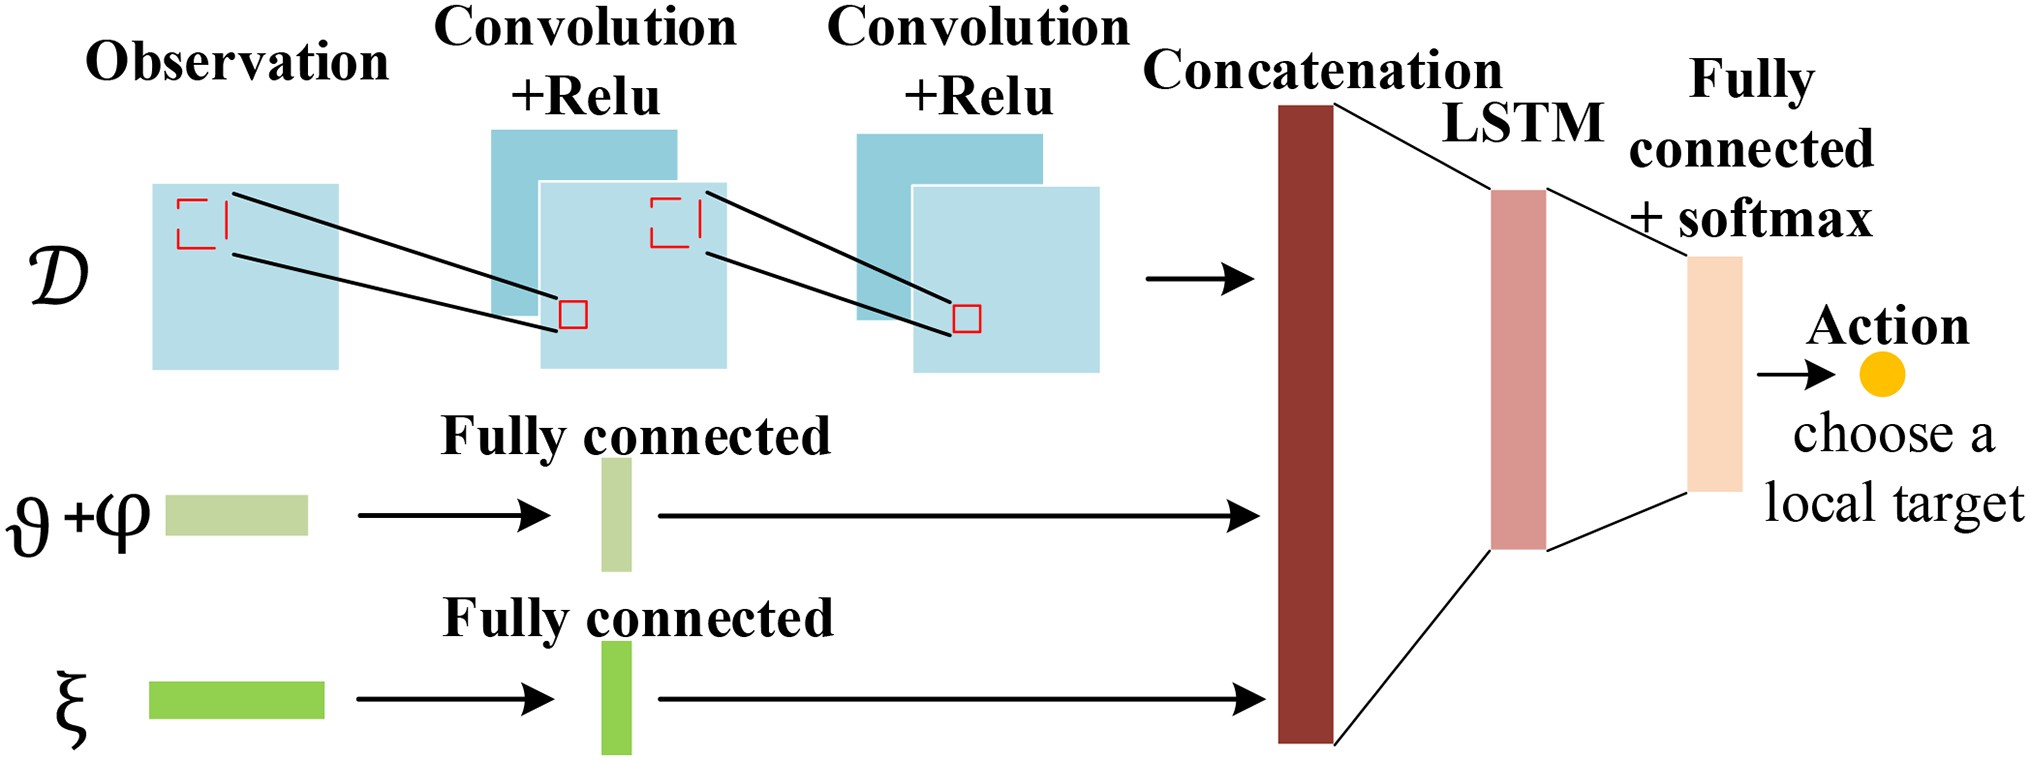 Observation
Convolution
+Relu
Convolution
+Relu
Concatenation
LSTM
Fully
connected
+ softmax
𝒟
Action
choose a
local target
Fully connected
ϑ+φ
Fully connected
ξ